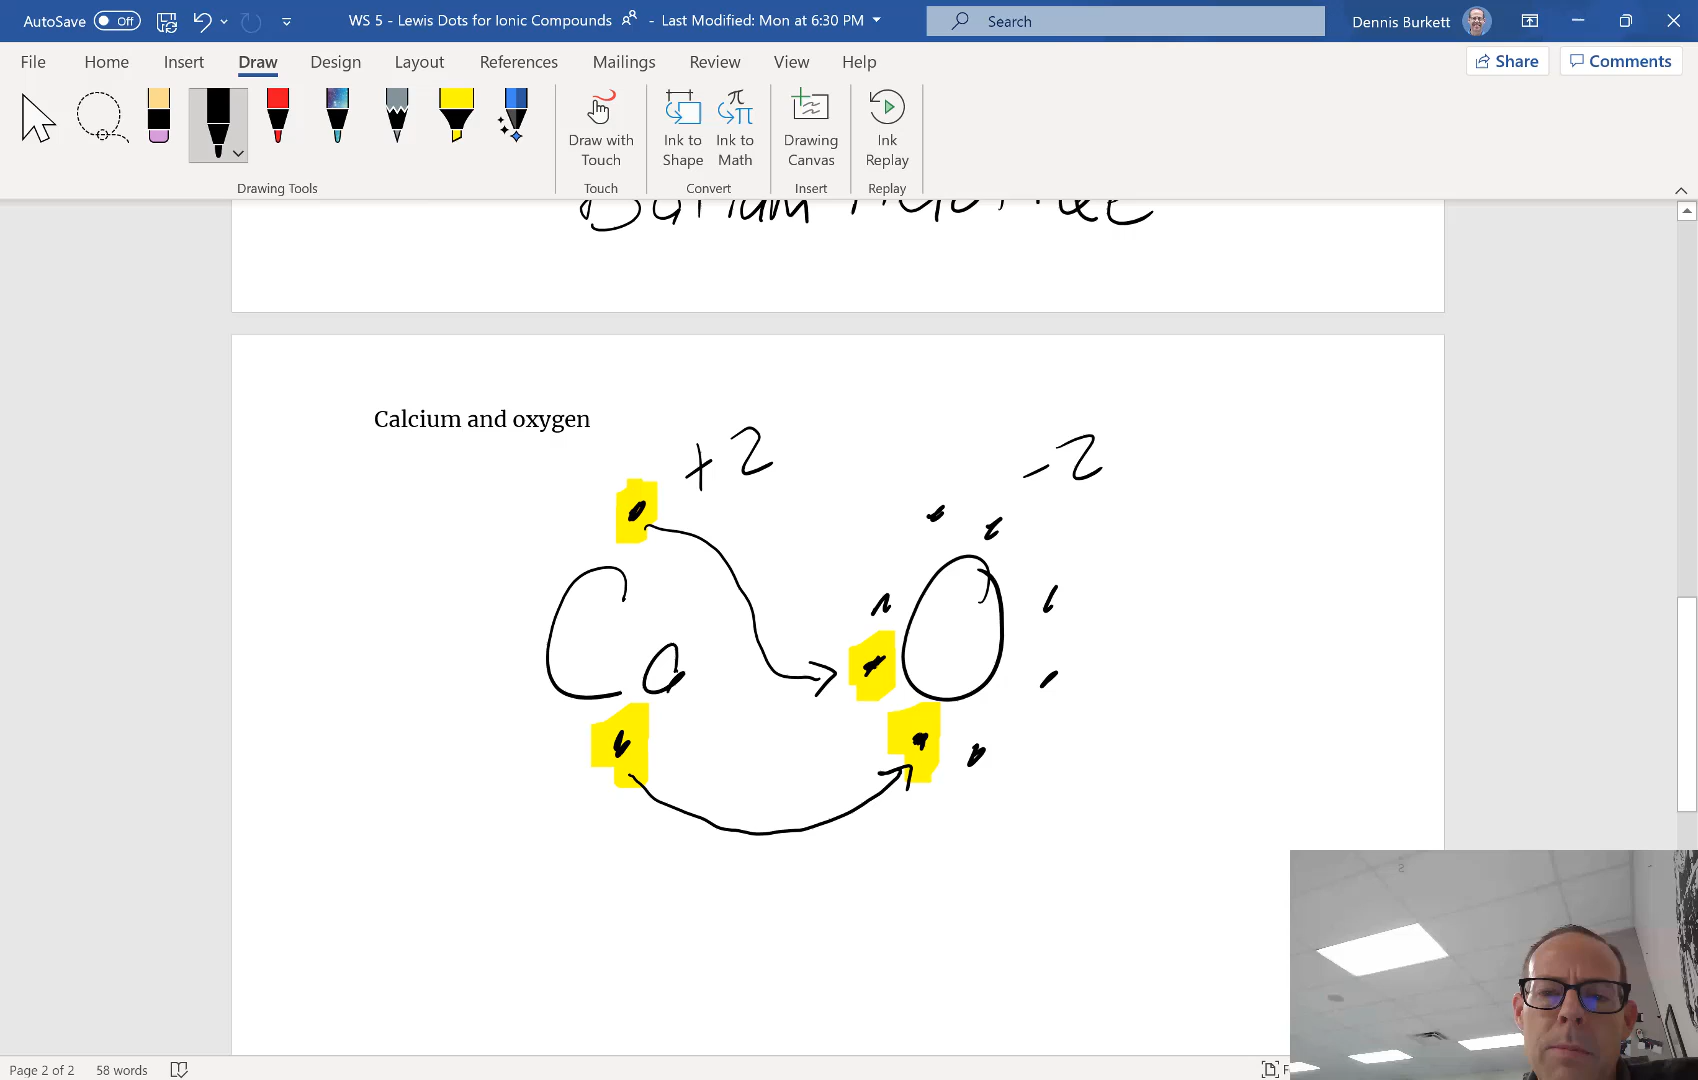 AutoSave Off WS 5 - Lewis Dots for Ionic Compounds - Last Modified: Mon at 6:30 PM Search Dennis Burkett
File Home Insert Draw Design Layout References Mailings Review View Help Share Comments
Draw with Touch
Ink to Shape
Ink to Math
Drawing Canvas
Ink Replay
Drawing Tools Touch Convert Insert Replay
Barium
Calcium and oxygen
+2 -2
Ca O
Page 2 of 2 58 words